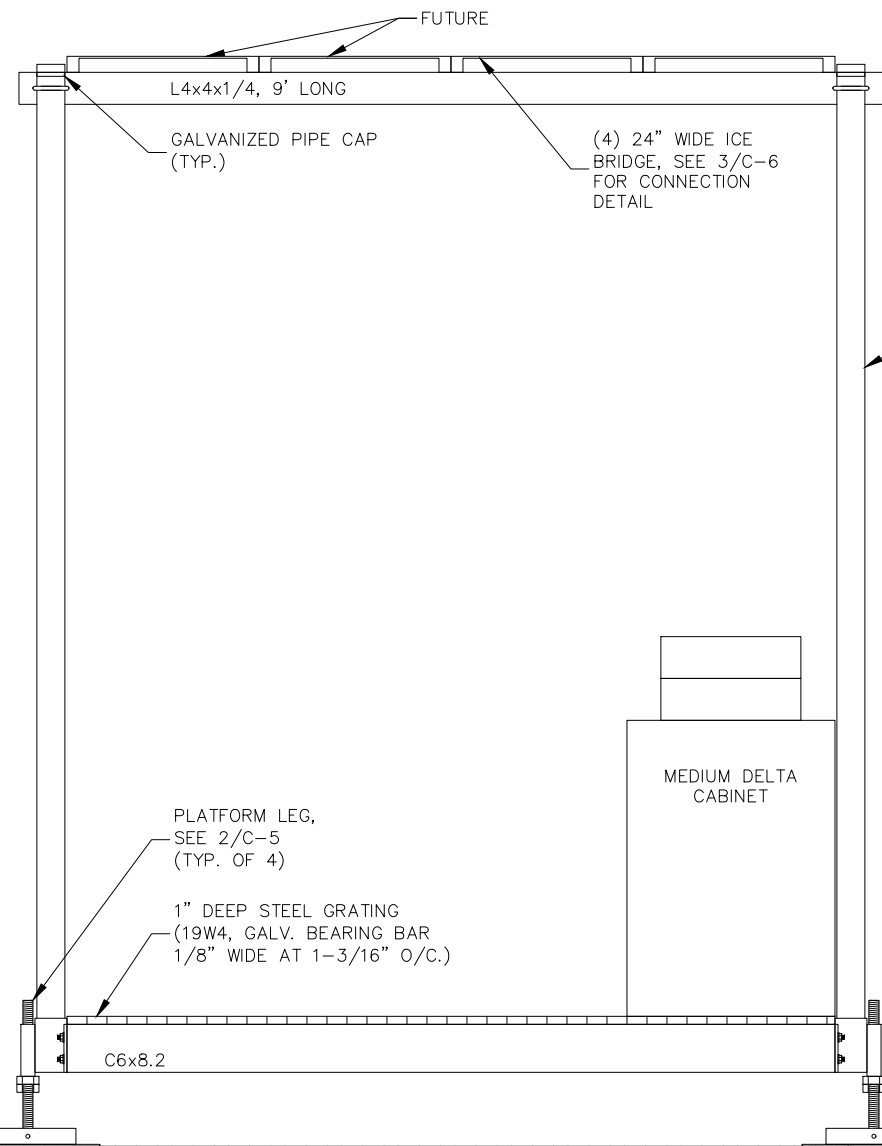 FUTURE
L4x4x1/4, 9' LONG
GALVANIZED PIPE CAP
(TYP.)
(4) 24" WIDE ICE
BRIDGE, SEE 3/C-6
FOR CONNECTION
DETAIL
MEDIUM DELTA
CABINET
PLATFORM LEG,
SEE 2/C-5
(TYP. OF 4)
1" DEEP STEEL GRATING
(19W4, GALV. BEARING BAR
1/8" WIDE AT 1-3/16" O/C.)
C6x8.2